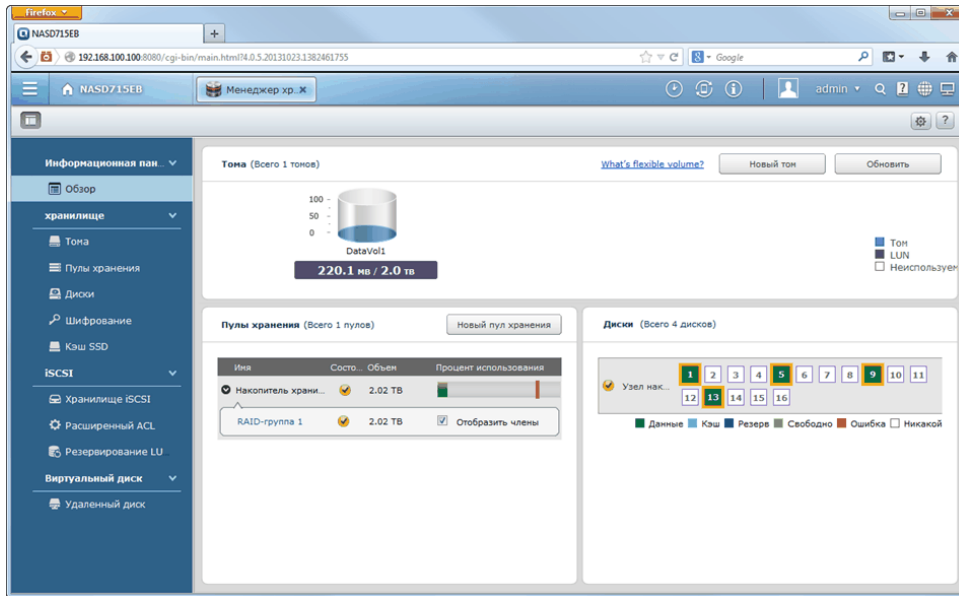 firefox
NASD715EB
192.168.100.100:8080/cgi-bin/main.html?4.0.5.20131023.1382461755
Google
NASD715EB
Менеджер хр..
admin
Информационная пан...
Обзор
хранилище
Тома
Пулы хранения
Диски
Шифрование
Кэш SSD
iSCSI
Хранилище iSCSI
Расширенный ACL
Резервирование LU...
Виртуальный диск
Удаленный диск
Тома (Всего 1 томов)
What's flexible volume?
Новый том
Обновить
100
50
0
DataVol1
220.1 МВ / 2.0 ТВ
Том
LUN
Неиспользуем
Пулы хранения (Всего 1 пулов)
Новый пул хранения
Имя Состо... Объем Процент использования
Накопитель храни... 2.02 TB
RAID-группа 1 2.02 TB Отобразить члены
Диски (Всего 4 дисков)
Узел нак...
1 2 3 4 5 6 7 8 9 10 11
12 13 14 15 16
Данные Кэш Резерв Свободно Ошибка Никакой